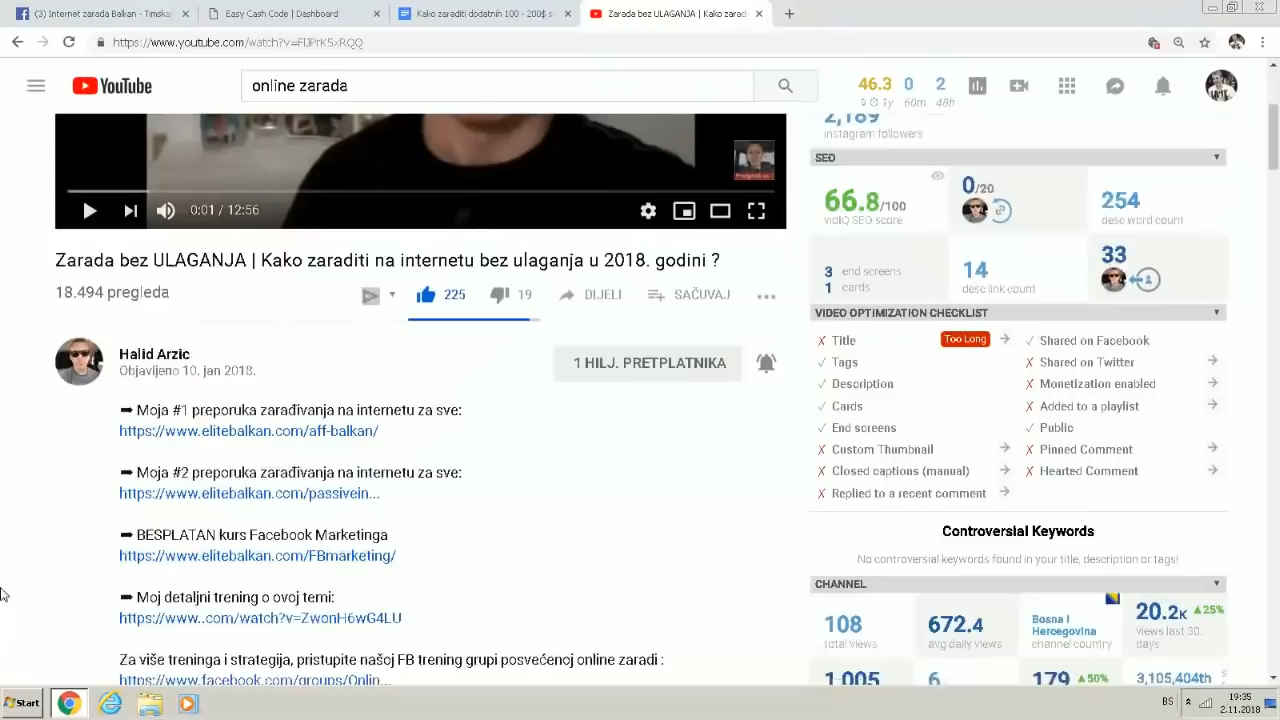 (3) Internet zarada Balkan - Tinskaj
Easy Cash Code | Dashboard
Kako zaraditi dodatnih 100 - 200$ s
Zarada bez ULAGANJA | Kako zarad
YouTube
online zarada
46.3 0 2
1y 60m 48h
2,189
instagram followers
SEO
66.8/100
vidIQ SEO score
0/20
254
desc word count
3 end screens
1 cards
14
desc link count
33
0:01 / 12:56
Zarada bez ULAGANJA | Kako zaraditi na internetu bez ulaganja u 2018. godini ?
18.494 pregleda
225
19
DIJELI
SAČUVAJ
VIDEO OPTIMIZATION CHECKLIST
Title Too Long
Tags
Description
Cards
End screens
Custom Thumbnail
Closed captions (manual)
Replied to a recent comment
Shared on Facebook
Shared on Twitter
Monetization enabled
Added to a playlist
Public
Pinned Comment
Hearted Comment
Halid Arzic
Objavljeno 10. jan 2018.
1 HILJ. PRETPLATNIKA
➡ Moja #1 preporuka zarađivanja na internetu za sve:
https://www.elitebalkan.com/aff-balkan/
➡ Moja #2 preporuka zarađivanja na internetu za sve:
https://www.elitebalkan.com/passivein...
➡ BESPLATAN kurs Facebook Marketinga
https://www.elitebalkan.com/FBmarketing/
➡ Moj detaljni trening o ovoj temi:
https://www..com/watch?v=ZwonH6wG4LU
Za više treninga i strategija, pristupite našoj FB trening grupi posvećenoj online zaradi :
https://www.facebook.com/groups/Onlin...
Controversial Keywords
No controversial keywords found in your title, description or tags!
CHANNEL
108
total views
672.4
avg daily views
Bosna i
Hercegovina
channel country
20.2K ▲25%
views last 30.
days
1,005
6
179 ▲50%
3,105,404th
Start
BS
19:35
2.11.2018